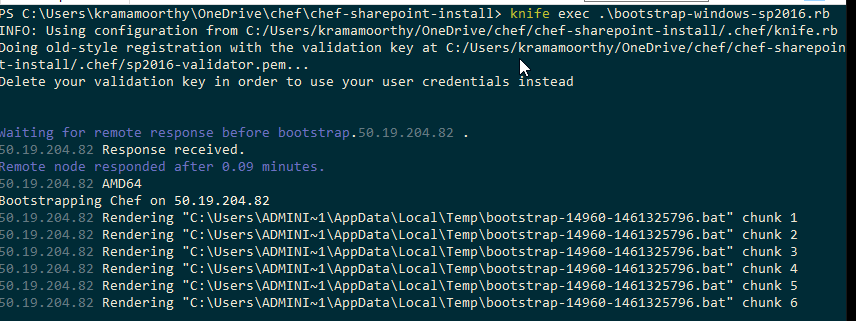 PS C:\Users\kramamoorthy\OneDrive\chef\chef-sharepoint-install> knife exec .\bootstrap-windows-sp2016.rb
INFO: Using configuration from C:/Users/kramamoorthy/OneDrive/chef/chef-sharepoint-install/.chef/knife.rb
Doing old-style registration with the validation key at C:/Users/kramamoorthy/OneDrive/chef/chef-sharepoin
t-install/.chef/sp2016-validator.pem...
Delete your validation key in order to use your user credentials instead
Waiting for remote response before bootstrap.50.19.204.82 .
50.19.204.82 Response received.
Remote node responded after 0.09 minutes.
50.19.204.82 AMD64
Bootstrapping Chef on 50.19.204.82
50.19.204.82 Rendering "C:\Users\ADMINI~1\AppData\Local\Temp\bootstrap-14960-1461325796.bat" chunk 1
50.19.204.82 Rendering "C:\Users\ADMINI~1\AppData\Local\Temp\bootstrap-14960-1461325796.bat" chunk 2
50.19.204.82 Rendering "C:\Users\ADMINI~1\AppData\Local\Temp\bootstrap-14960-1461325796.bat" chunk 3
50.19.204.82 Rendering "C:\Users\ADMINI~1\AppData\Local\Temp\bootstrap-14960-1461325796.bat" chunk 4
50.19.204.82 Rendering "C:\Users\ADMINI~1\AppData\Local\Temp\bootstrap-14960-1461325796.bat" chunk 5
50.19.204.82 Rendering "C:\Users\ADMINI~1\AppData\Local\Temp\bootstrap-14960-1461325796.bat" chunk 6